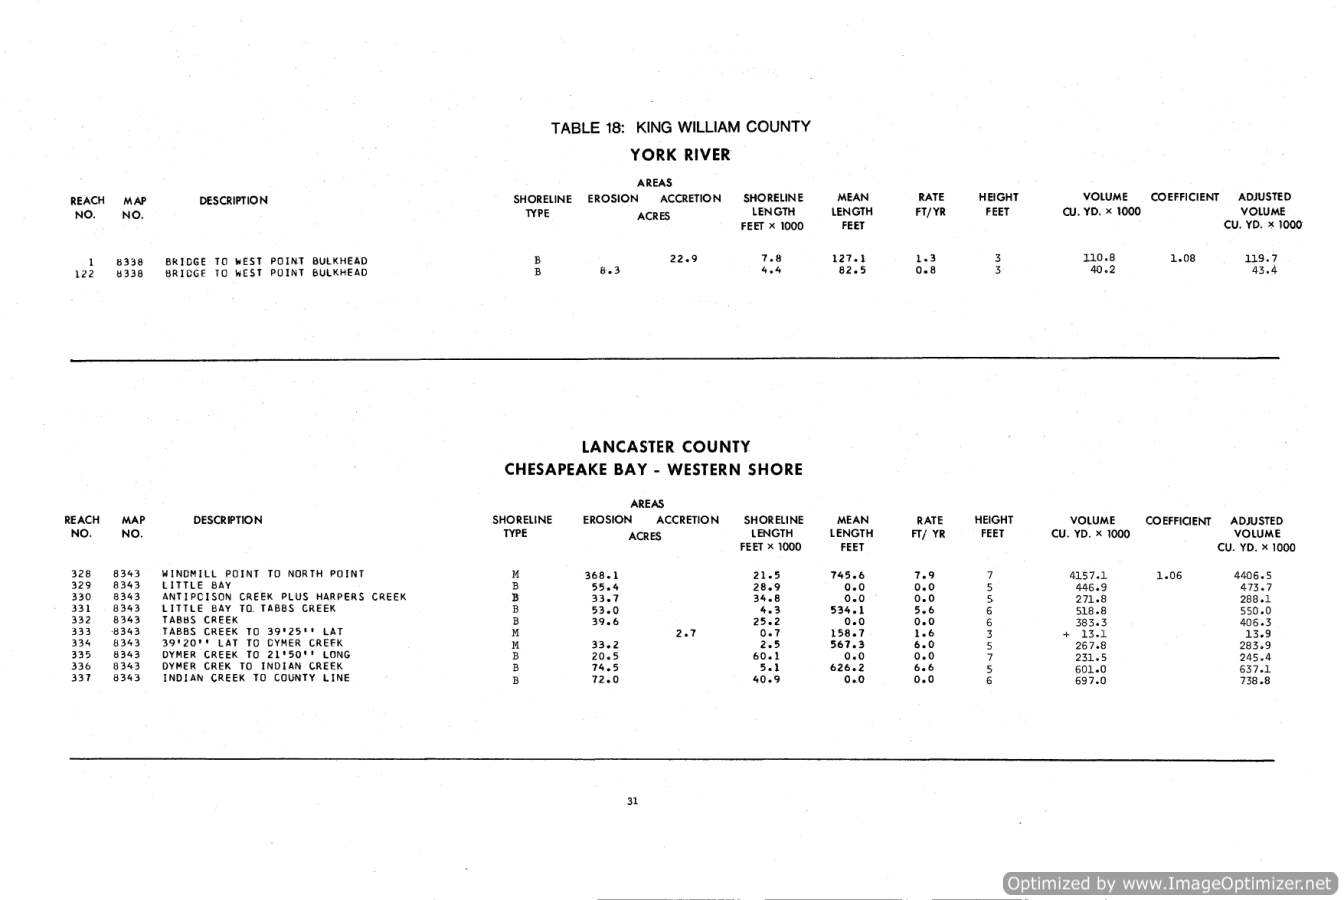 TABLE 18: KING WILLIAM COUNTY
YORK RIVER
AREAS
REACH NO. MAP NO. DESCRIPTION SHORELINE TYPE EROSION ACCRETION ACRES SHORELINE LENGTH FEET × 1000 MEAN LENGTH FEET RATE FT/YR HEIGHT FEET VOLUME CU. YD. × 1000 COEFFICIENT ADJUSTED VOLUME CU. YD. × 1000
1 8338 BRIDGE TO WEST POINT BULKHEAD B 22.9 7.8 127.1 1.3 3 110.8 1.08 119.7
122 8338 BRIDGE TO WEST POINT BULKHEAD B 8.3 4.4 82.5 0.8 3 40.2 43.4
LANCASTER COUNTY
CHESAPEAKE BAY - WESTERN SHORE
AREAS
REACH NO. MAP NO. DESCRIPTION SHORELINE TYPE EROSION ACCRETION ACRES SHORELINE LENGTH FEET × 1000 MEAN LENGTH FEET RATE FT/ YR HEIGHT FEET VOLUME CU. YD. × 1000 COEFFICIENT ADJUSTED VOLUME CU. YD. × 1000
328 8343 WINDMILL POINT TO NORTH POINT M 368.1 21.5 745.6 7.9 7 4157.1 1.06 4406.5
329 8343 LITTLE BAY B 55.4 28.9 0.0 0.0 5 446.9 473.7
330 8343 ANTIPCISON CREEK PLUS HARPERS CREEK B 33.7 34.8 0.0 0.0 5 271.8 288.1
331 8343 LITTLE BAY TO TABBS CREEK B 53.0 4.3 534.1 5.6 6 518.8 550.0
332 8343 TABBS CREEK B 39.6 25.2 0.0 0.0 6 383.3 406.3
333 8343 TABBS CREEK TO 39'25'' LAT M 2.7 0.7 158.7 1.6 3 + 13.1 13.9
334 8343 39'20'' LAT TO DYMER CREEK M 33.2 2.5 567.3 6.0 5 267.8 283.9
335 8343 DYMER CREEK TO 21'50'' LONG B 20.5 60.1 0.0 0.0 7 231.5 245.4
336 8343 DYMER CREK TO INDIAN CREEK B 74.5 5.1 626.2 6.6 5 601.0 637.1
337 8343 INDIAN CREEK TO COUNTY LINE B 72.0 40.9 0.0 0.0 6 697.0 738.8
31
Optimized by www.ImageOptimizer.net